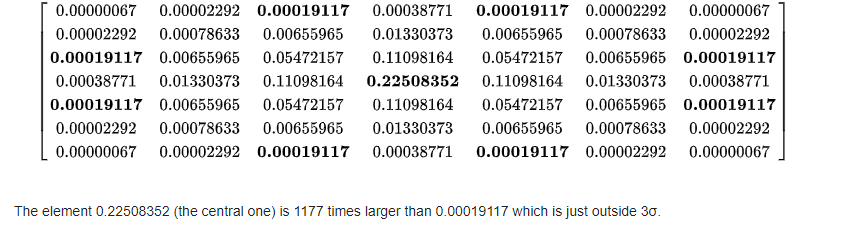 0.00000067 0.00002292 0.00019117 0.00038771 0.00019117 0.00002292 0.00000067
0.00002292 0.00078633 0.00655965 0.01330373 0.00655965 0.00078633 0.00002292
0.00019117 0.00655965 0.05472157 0.11098164 0.05472157 0.00655965 0.00019117
0.00038771 0.01330373 0.11098164 0.22508352 0.11098164 0.01330373 0.00038771
0.00019117 0.00655965 0.05472157 0.11098164 0.05472157 0.00655965 0.00019117
0.00002292 0.00078633 0.00655965 0.01330373 0.00655965 0.00078633 0.00002292
0.00000067 0.00002292 0.00019117 0.00038771 0.00019117 0.00002292 0.00000067
The element 0.22508352 (the central one) is 1177 times larger than 0.00019117 which is just outside 3σ.